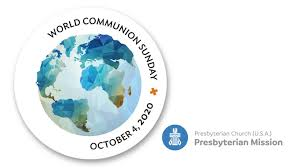 WORLD COMMUNION SUNDAY
OCTOBER 4, 2020
Presbyterian Church (U.S.A.)
Presbyterian Mission